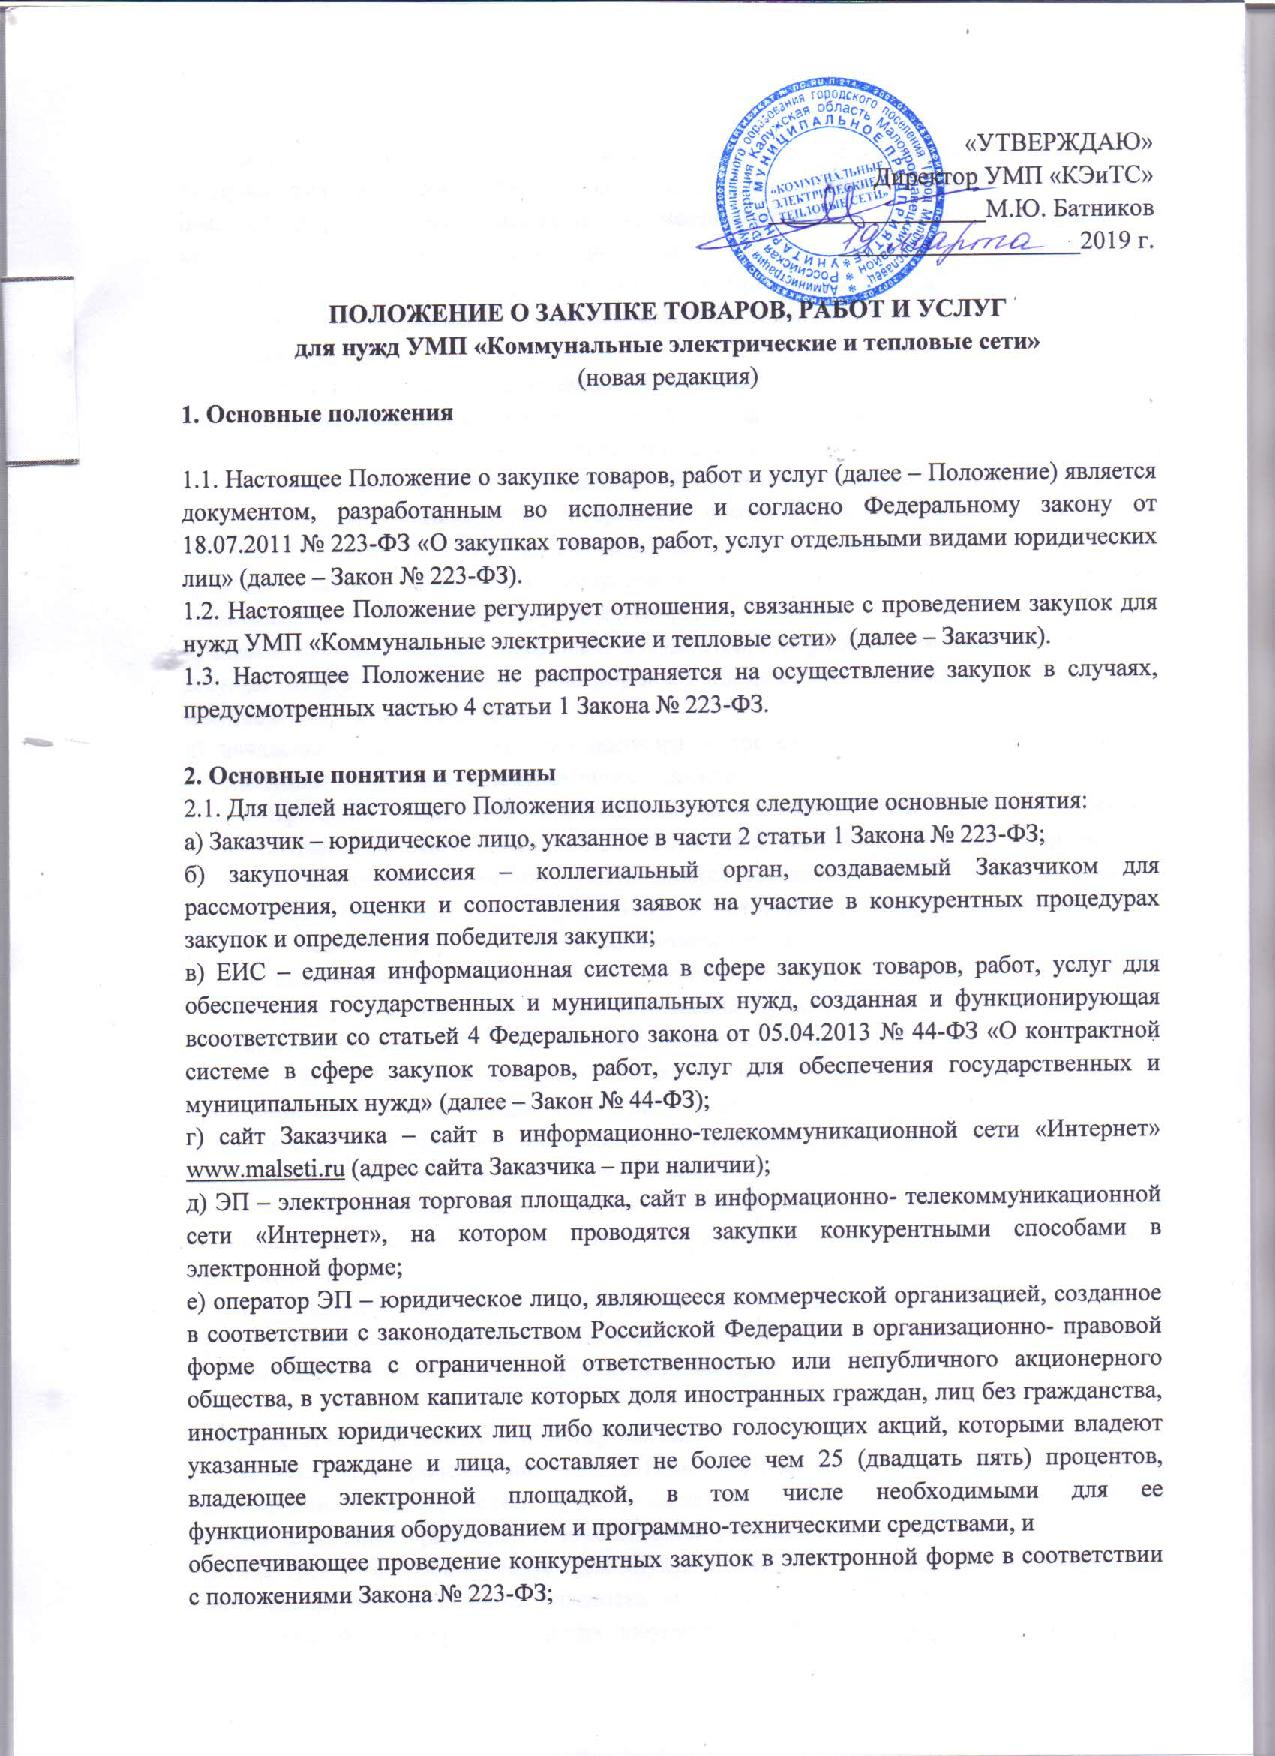 «УТВЕРЖДАЮ»
Директор УМП «КЭиТС»
М.Ю. Батников
19 марта 2019 г.
«КОММУНАЛЬНЫЕ
ЭЛЕКТРИЧЕСКИЕ
ТЕПЛОВЫЕ СЕТИ»
ПОЛОЖЕНИЕ О ЗАКУПКЕ ТОВАРОВ, РАБОТ И УСЛУГ
для нужд УМП «Коммунальные электрические и тепловые сети»
(новая редакция)
1. Основные положения
1.1. Настоящее Положение о закупке товаров, работ и услуг (далее – Положение) является
документом, разработанным во исполнение и согласно Федеральному закону от
18.07.2011 № 223-ФЗ «О закупках товаров, работ, услуг отдельными видами юридических
лиц» (далее – Закон № 223-ФЗ).
1.2. Настоящее Положение регулирует отношения, связанные с проведением закупок для
нужд УМП «Коммунальные электрические и тепловые сети» (далее – Заказчик).
1.3. Настоящее Положение не распространяется на осуществление закупок в случаях,
предусмотренных частью 4 статьи 1 Закона № 223-ФЗ.
2. Основные понятия и термины
2.1. Для целей настоящего Положения используются следующие основные понятия:
а) Заказчик – юридическое лицо, указанное в части 2 статьи 1 Закона № 223-ФЗ;
б) закупочная комиссия – коллегиальный орган, создаваемый Заказчиком для
рассмотрения, оценки и сопоставления заявок на участие в конкурентных процедурах
закупок и определения победителя закупки;
в) ЕИС – единая информационная система в сфере закупок товаров, работ, услуг для
обеспечения государственных и муниципальных нужд, созданная и функционирующая
всоответствии со статьей 4 Федерального закона от 05.04.2013 № 44-ФЗ «О контрактной
системе в сфере закупок товаров, работ, услуг для обеспечения государственных и
муниципальных нужд» (далее – Закон № 44-ФЗ);
г) сайт Заказчика – сайт в информационно-телекоммуникационной сети «Интернет»
www.malseti.ru (адрес сайта Заказчика – при наличии);
д) ЭП – электронная торговая площадка, сайт в информационно- телекоммуникационной
сети «Интернет», на котором проводятся закупки конкурентными способами в
электронной форме;
е) оператор ЭП – юридическое лицо, являющееся коммерческой организацией, созданное
в соответствии с законодательством Российской Федерации в организационно- правовой
форме общества с ограниченной ответственностью или непубличного акционерного
общества, в уставном капитале которых доля иностранных граждан, лиц без гражданства,
иностранных юридических лиц либо количество голосующих акций, которыми владеют
указанные граждане и лица, составляет не более чем 25 (двадцать пять) процентов,
владеющее электронной площадкой, в том числе необходимыми для ее
функционирования оборудованием и программно-техническими средствами, и
обеспечивающее проведение конкурентных закупок в электронной форме в соответствии
с положениями Закона № 223-ФЗ;